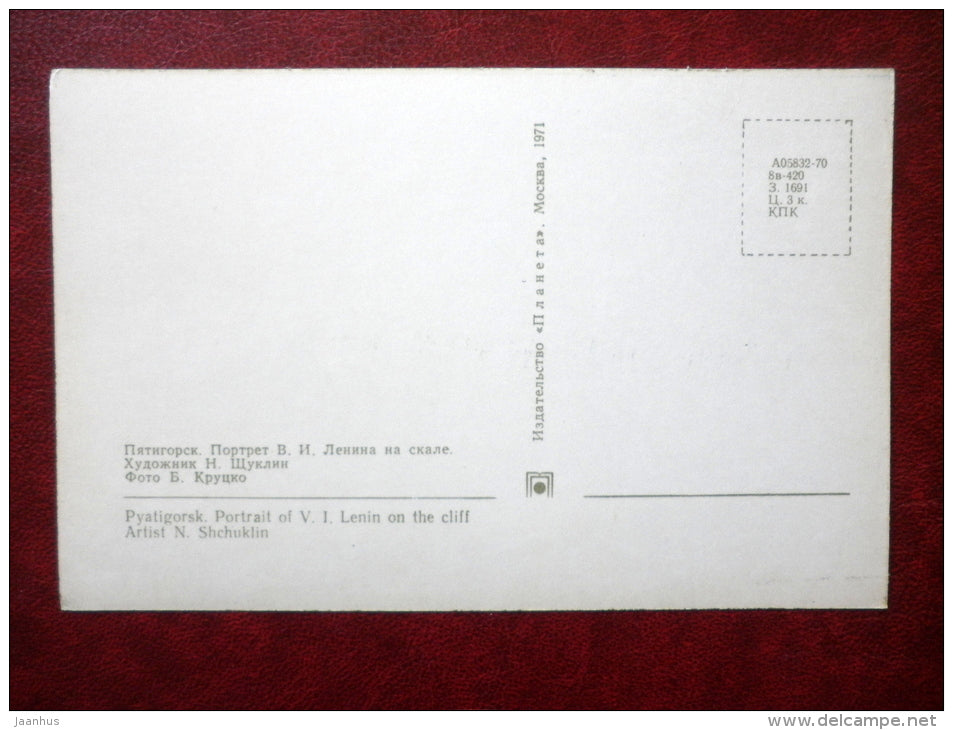 А05832-70
8в-420
З. 1691
Ц. 3 к.
КПК
Издательство «Планета». Москва, 1971
Пятигорск. Портрет В. И. Ленина на скале.
Художник Н. Щуклин
Фото Б. Круцко
Pyatigorsk. Portrait of V. I. Lenin on the cliff
Artist N. Shchuklin
jaanhus
www.delcampe.net